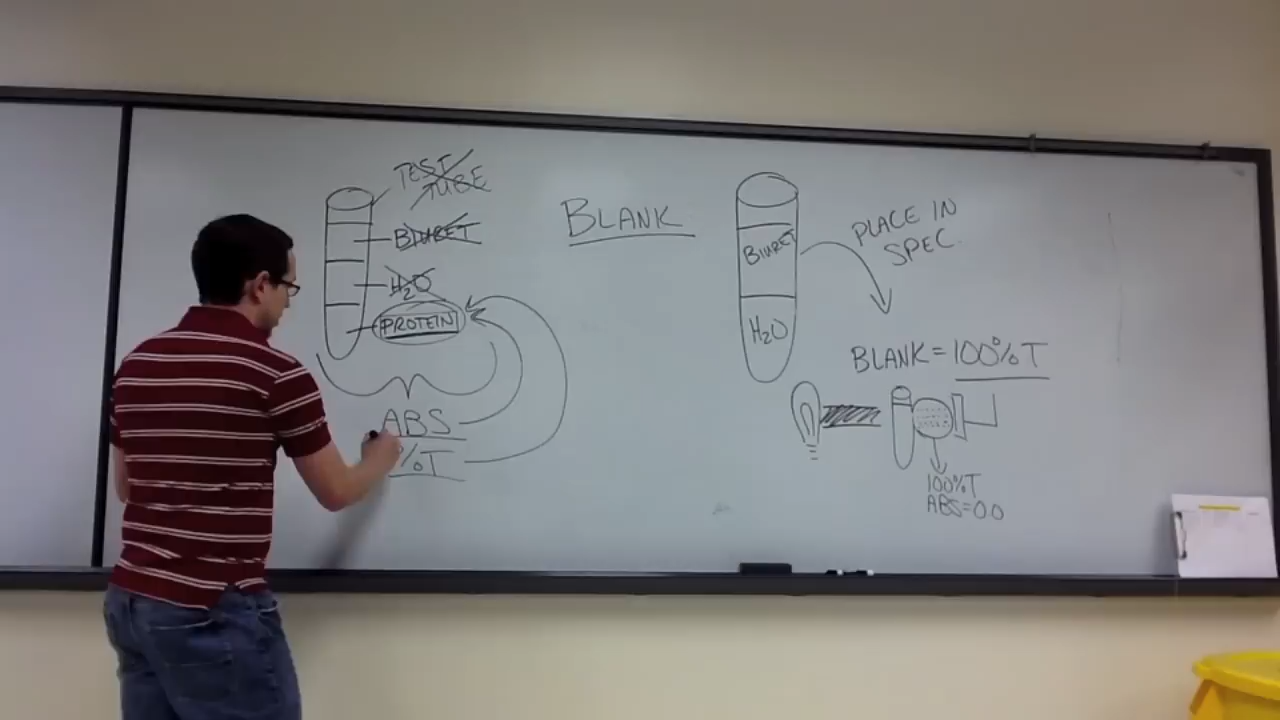 TEST
TUBE
BIURET
H₂O
PROTEIN
ABS
%T
BLANK
BIURET
H₂O
PLACE IN
SPEC.
BLANK = 100%T
100%T
ABS=0.0